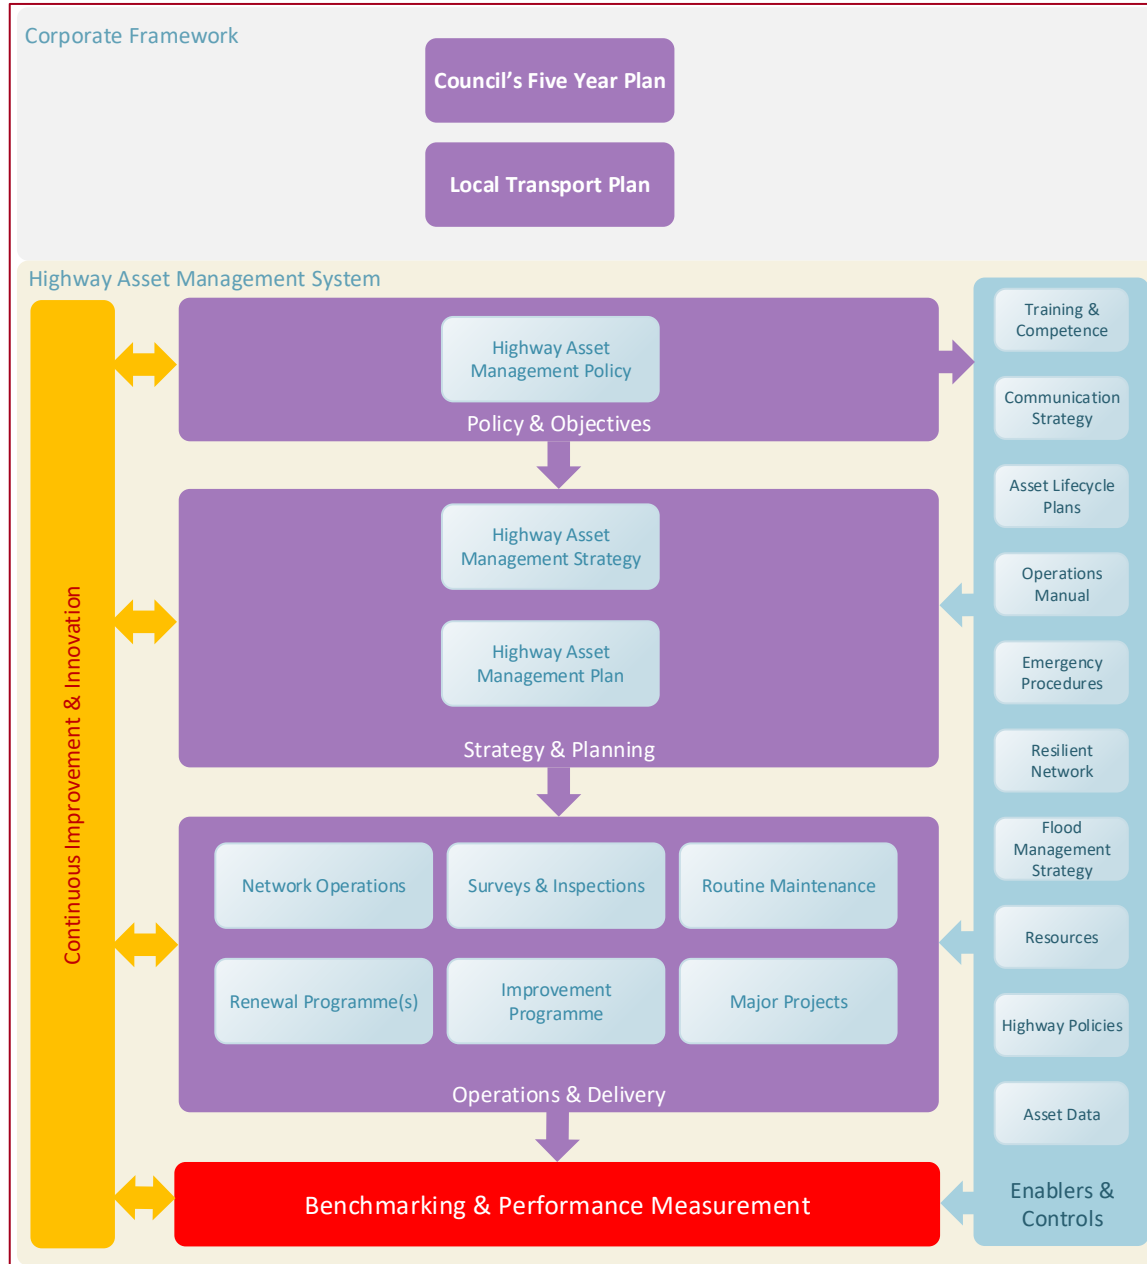 Corporate Framework
Council’s Five Year Plan
Local Transport Plan
Highway Asset Management System
Continuous Improvement & Innovation
Highway Asset
Management Policy
Policy & Objectives
Highway Asset
Management Strategy
Highway Asset
Management Plan
Strategy & Planning
Network Operations
Surveys & Inspections
Routine Maintenance
Renewal Programme(s)
Improvement
Programme
Major Projects
Operations & Delivery
Benchmarking & Performance Measurement
Training &
Competence
Communication
Strategy
Asset Lifecycle
Plans
Operations
Manual
Emergency
Procedures
Resilient
Network
Flood
Management
Strategy
Resources
Highway Policies
Asset Data
Enablers &
Controls